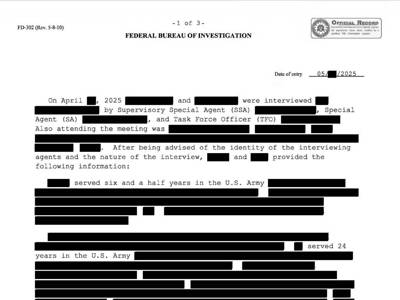 -1 of 3-
FD-302 (Rev. 5-8-10)
OFFICIAL RECORD
FEDERAL BUREAU OF INVESTIGATION
Date of entry 05/ /2025
On April , 2025 and were interviewed
by Supervisory Special Agent (SSA) , Special
Agent (SA) , and Task Force Officer (TFO)
Also attending the meeting was
. After being advised of the identity of the interviewing
agents and the nature of the interview, and provided the
following information:
served six and a half years in the U.S. Army
served 24
years in the U.S. Army